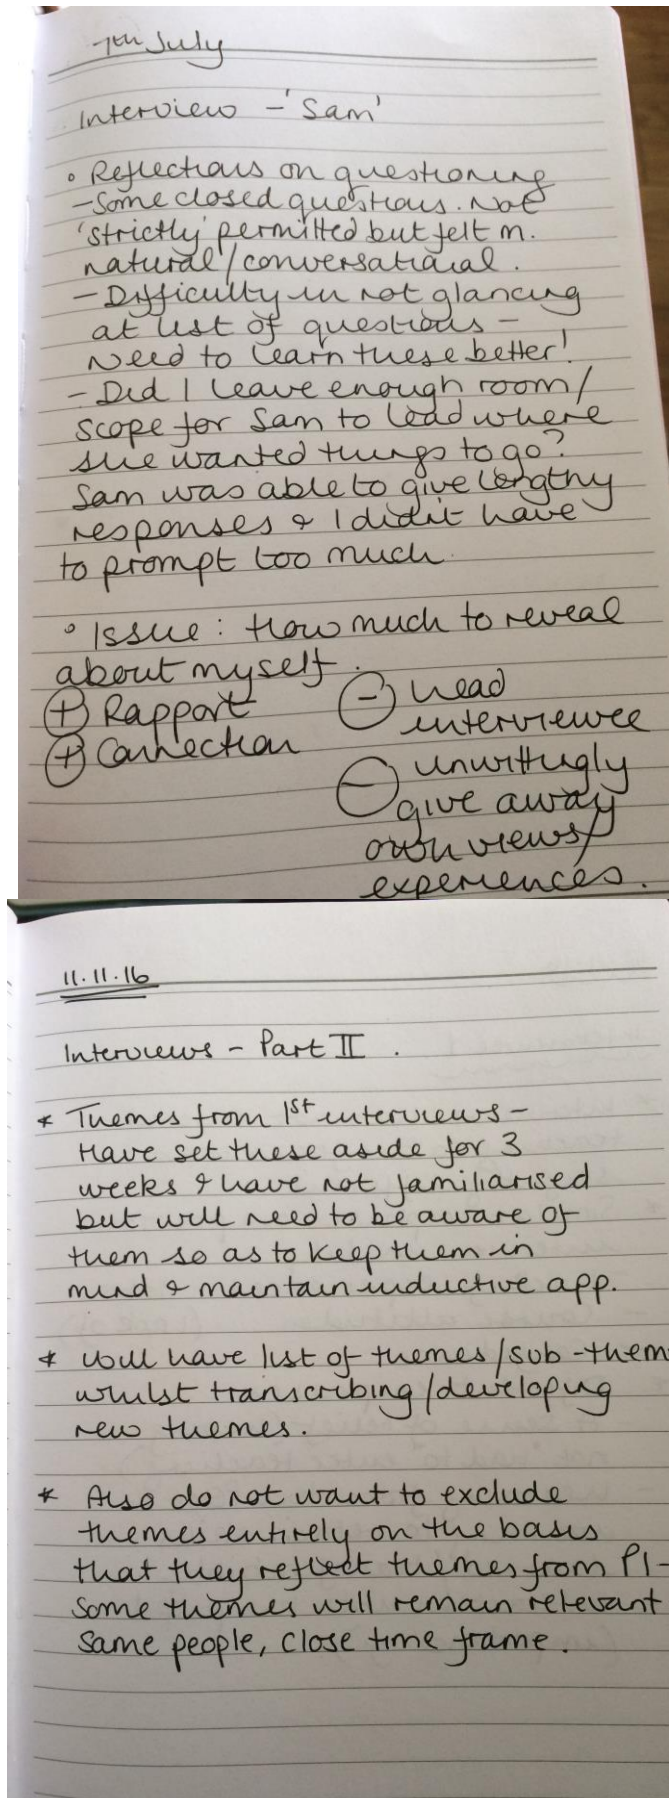 7th July
Interview - 'Sam'
◦ Reflections on questioning
- Some closed questions. Not
'strictly' permitted but felt m.
natural/conversational.
- Difficulty in not glancing
at list of questions -
Need to learn these better!
- Did I leave enough room/
scope for Sam to lead where
she wanted things to go?
Sam was able to give lengthy
responses & I didn't have
to prompt too much.
◦ Issue: How much to reveal
about myself.
+ Rapport
+ Connection
- Lead
interviewee
- Unwittingly
give away
own views/
experiences.
11.11.16
Interviews - Part II.
* Themes from 1st interviews -
Have set these aside for 3
weeks & have not familiarised
but will need to be aware of
them so as to keep them in
mind & maintain inductive app.
* Will have list of themes/sub-them
whilst transcribing/developing
new themes.
* Also do not want to exclude
themes entirely on the basis
that they reflect themes from P1-
Some themes will remain relevant
same people, close time frame.